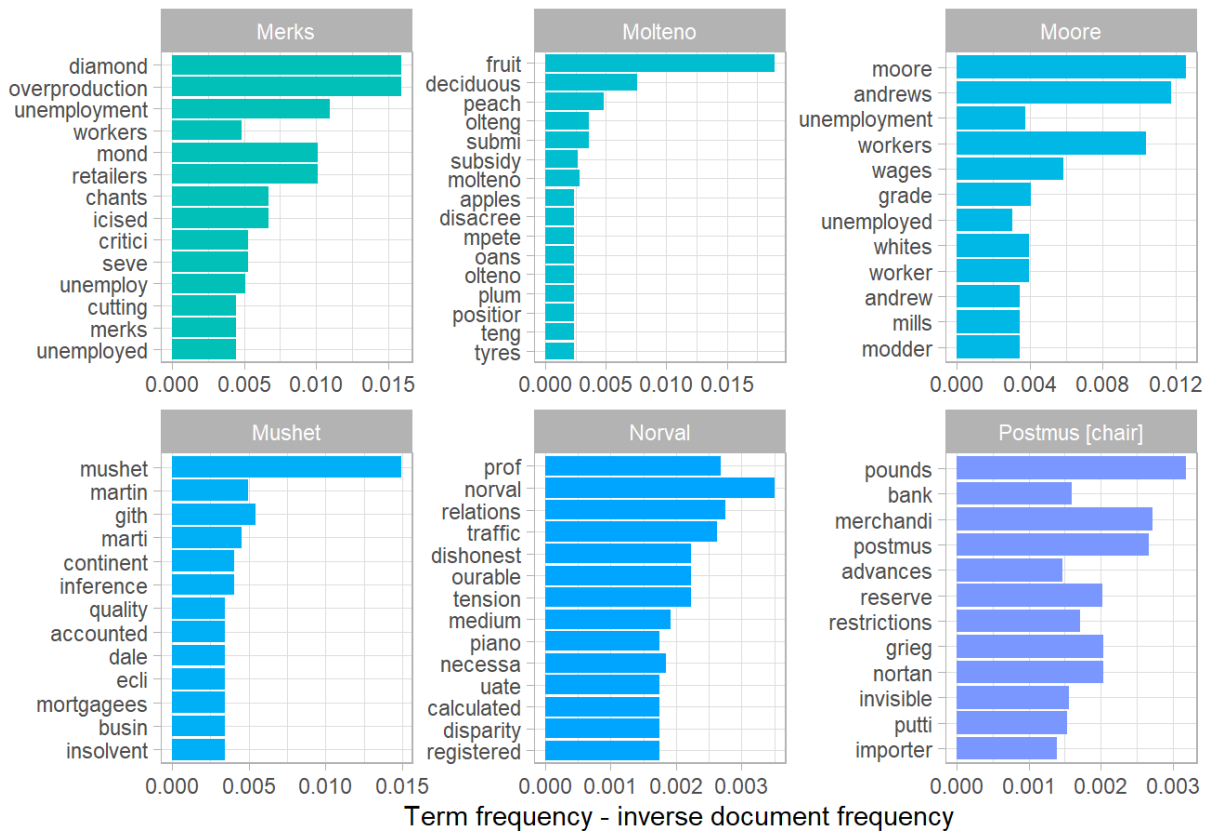 Merks
diamond
overproduction
unemployment
workers
mond
retailers
chants
icised
critici
seve
unemploy
cutting
merks
unemployed
0.000 0.005 0.010 0.015
Molteno
fruit
deciduous
peach
olteng
submi
subsidy
molteno
apples
disacree
mpete
oans
olteno
plum
positior
teng
tyres
0.000 0.005 0.010 0.015
Moore
moore
andrews
unemployment
workers
wages
grade
unemployed
whites
worker
andrew
mills
modder
0.000 0.004 0.008 0.012
Mushet
mushet
martin
gith
marti
continent
inference
quality
accounted
dale
ecli
mortgagees
busin
insolvent
0.000 0.005 0.010 0.015
Norval
prof
norval
relations
traffic
dishonest
ourable
tension
medium
piano
necessa
uate
calculated
disparity
registered
0.000 0.001 0.002 0.003
Postmus [chair]
pounds
bank
merchandi
postmus
advances
reserve
restrictions
grieg
nortan
invisible
putti
importer
0.000 0.001 0.002 0.003
Term frequency - inverse document frequency